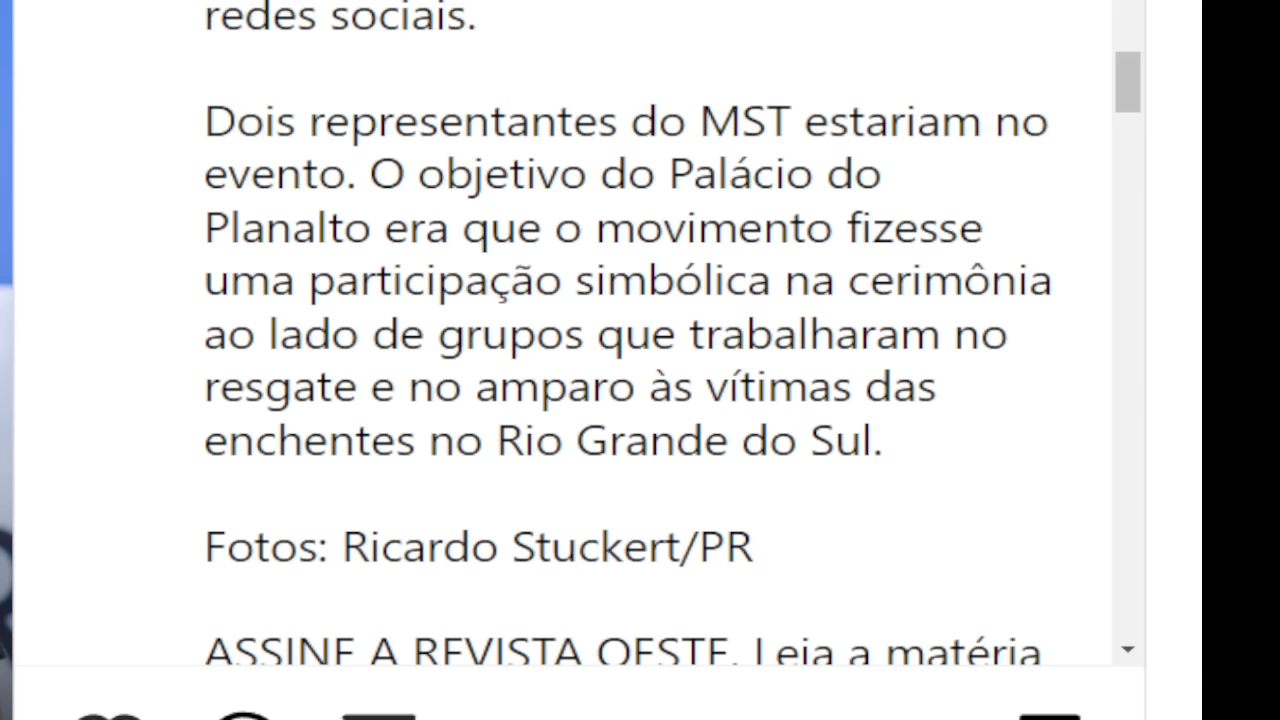 redes sociais.
Dois representantes do MST estariam no
evento. O objetivo do Palácio do
Planalto era que o movimento fizesse
uma participação simbólica na cerimônia
ao lado de grupos que trabalharam no
resgate e no amparo às vítimas das
enchentes no Rio Grande do Sul.
Fotos: Ricardo Stuckert/PR
ASSINE A REVISTA OESTE. Leia a matéria